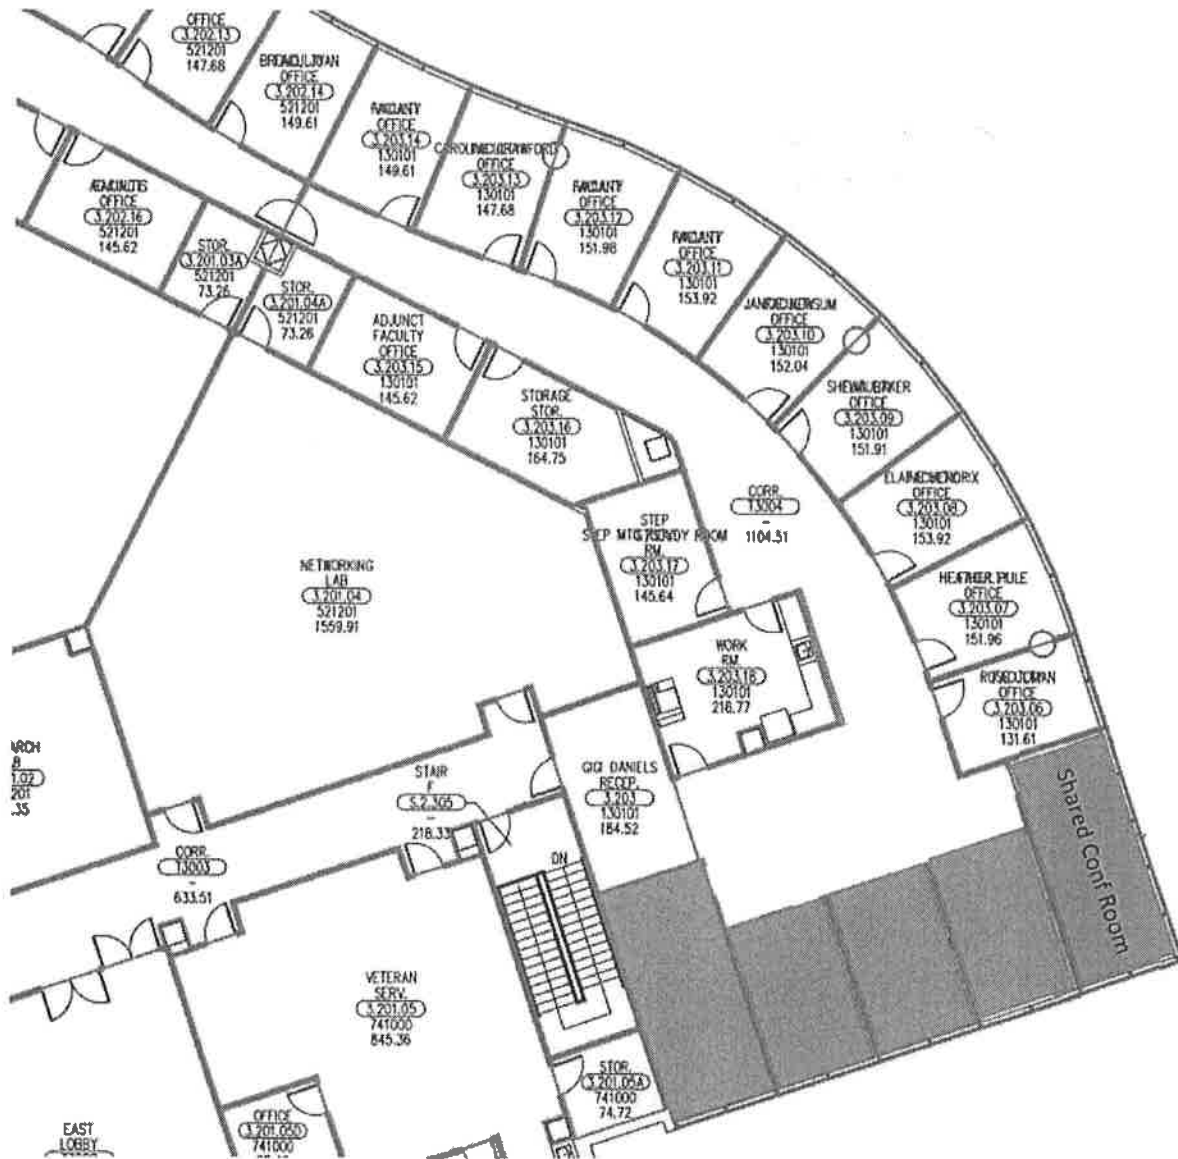 OFFICE
3.202.13
521201
147.68
OFFICE
3.202.14
521201
149.61
OFFICE
3.203.14
130101
149.61
OFFICE
3.203.13
130101
147.68
OFFICE
3.203.12
130101
151.98
OFFICE
3.203.11
130101
153.92
OFFICE
3.203.10
130101
152.04
OFFICE
3.203.09
130101
151.91
OFFICE
3.203.08
130101
153.92
OFFICE
3.203.07
130101
151.96
OFFICE
3.203.06
130101
131.61
OFFICE
3.202.16
521201
145.62
STOR.
3.201.03A
521201
73.26
STOR.
3.201.04A
521201
73.26
ADJUNCT
FACULTY
OFFICE
3.203.15
130101
145.62
STORAGE
STOR.
3.203.16
130101
164.75
CORR.
T3004
-
1104.51
STEP
RM.
3.203.17
130101
145.64
NETWORKING
LAB
3.201.04
521201
1559.91
WORK
RM.
3.203.18
130101
218.77
GIGI DANIELS
RECEP.
3.203
130101
184.52
STAIR
F
S.2.305
-
218.33
DN
CORR.
T3003
-
633.51
Shared Conf Room
VETERAN
SERV.
3.201.05
741000
845.36
STOR.
3.201.05A
741000
74.72
OFFICE
3.201.05D
741000
EAST
LOBBY